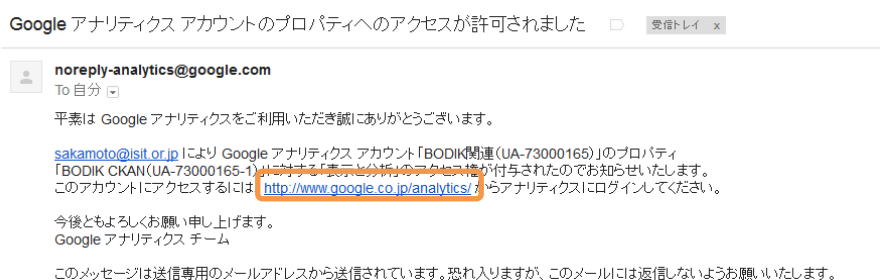 Google アナリティクス アカウントのプロパティへのアクセスが許可されました 受信トレイ x
noreply-analytics@google.com
To 自分
平素は Google アナリティクスをご利用いただき誠にありがとうございます。
sakamoto@isit.or.jp により Google アナリティクス アカウント「BODIK関連(UA-73000165)」のプロパティ
「BODIK CKAN(UA-73000165-1)」に対する「表示と分析」のアクセス権が付与されたのでお知らせいたします。
このアカウントにアクセスするには http://www.google.co.jp/analytics/ からアナリティクスにログインしてください。
今後ともよろしくお願い申し上げます。
Google アナリティクス チーム
このメッセージは送信専用のメールアドレスから送信されています。恐れ入りますが、このメールには返信しないようお願いいたします。